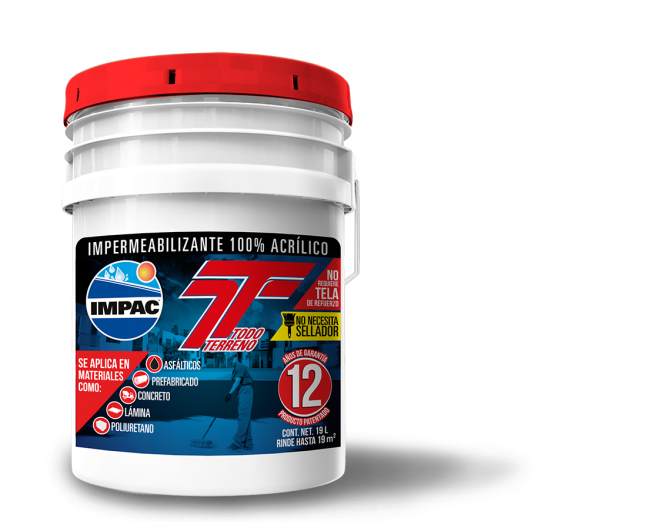 IMPERMEABILIZANTE 100% ACRÍLICO
IMPAC
TT
TODO
TERRENO
NO
REQUIERE
TELA
DE REFUERZO
NO NECESITA
SELLADOR
SE APLICA EN
MATERIALES
COMO:
ASFÁLTICOS
PREFABRICADO
CONCRETO
LÁMINA
POLIURETANO
AÑOS DE GARANTÍA
12
PRODUCTO PATENTADO
CONT. NET. 19 L
RINDE HASTA 19 m²